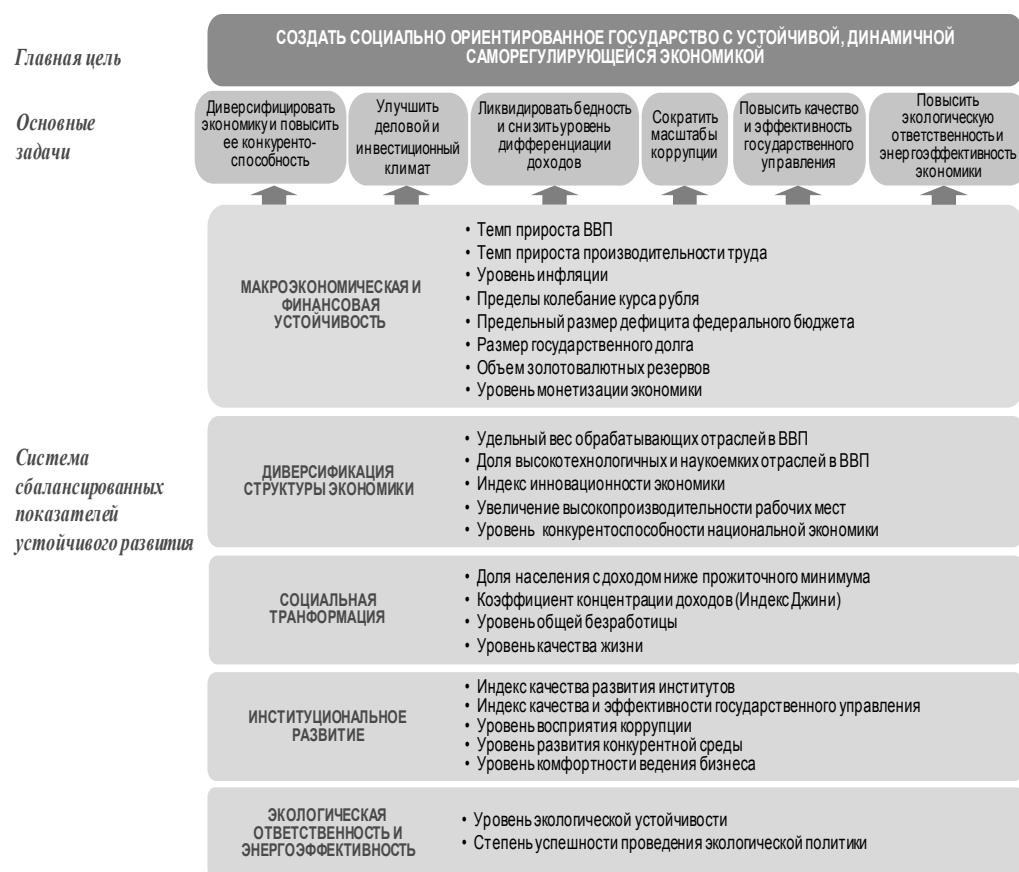 Главная цель
СОЗДАТЬ СОЦИАЛЬНО ОРИЕНТИРОВАННОЕ ГОСУДАРСТВО С УСТОЙЧИВОЙ, ДИНАМИЧНОЙ
САМОРЕГУЛИРУЮЩЕЙСЯ ЭКОНОМИКОЙ
Основные
задачи
Диверсифицировать
экономику и повысить
ее конкуренто-
способность
Улучшить
деловой и
инвестиционный
климат
Ликвидировать бедность
и снизить уровень
дифференциации
доходов
Сократить
масштабы
коррупции
Повысить качество
и эффективность
государственного
управления
Повысить
экологическую
ответственность и
энергоэффективность
экономики
Система
сбалансированных
показателей
устойчивого развития
МАКРОЭКОНОМИЧЕСКАЯ И
ФИНАНСОВАЯ
УСТОЙЧИВОСТЬ
• Темп прироста ВВП
• Темп прироста производительности труда
• Уровень инфляции
• Пределы колебание курса рубля
• Предельный размер дефицита федерального бюджета
• Размер государственного долга
• Объем золотовалютных резервов
• Уровень монетизации экономики
ДИВЕРСИФИКАЦИЯ
СТРУКТУРЫ ЭКОНОМИКИ
• Удельный вес обрабатывающих отраслей в ВВП
• Доля высокотехнологичных и наукоемких отраслей в ВВП
• Индекс инновационности экономики
• Увеличение высокопроизводительности рабочих мест
• Уровень конкурентоспособности национальной экономики
СОЦИАЛЬНАЯ
ТРАНФОРМАЦИЯ
• Доля населения с доходом ниже прожиточного минимума
• Коэффициент концентрации доходов (Индекс Джини)
• Уровень общей безработицы
• Уровень качества жизни
ИНСТИТУЦИОНАЛЬНОЕ
РАЗВИТИЕ
• Индекс качества развития институтов
• Индекс качества и эффективности государственного управления
• Уровень восприятия коррупции
• Уровень развития конкурентной среды
• Уровень комфортности ведения бизнеса
ЭКОЛОГИЧЕСКАЯ
ОТВЕТСТВЕННОСТЬ И
ЭНЕРГОЭФФЕКТИВНОСТЬ
• Уровень экологической устойчивости
• Степень успешности проведения экологической политики